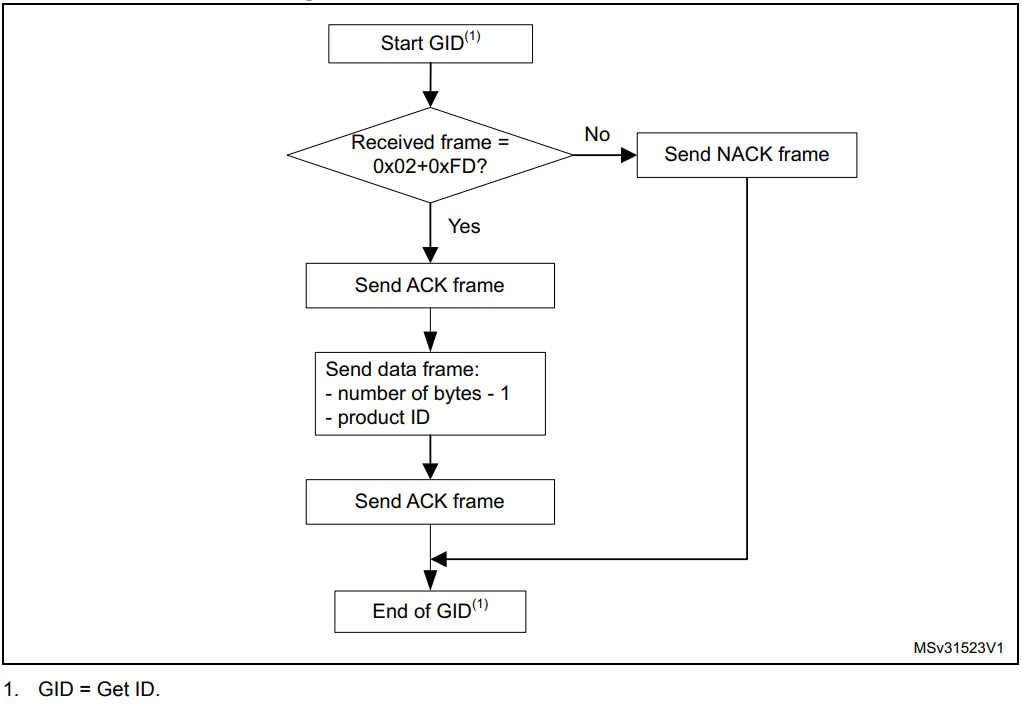 Start GID(1)
Received frame =
0x02+0xFD?
No
Send NACK frame
Yes
Send ACK frame
Send data frame:
- number of bytes - 1
- product ID
Send ACK frame
End of GID(1)
MSv31523V1
1. GID = Get ID.